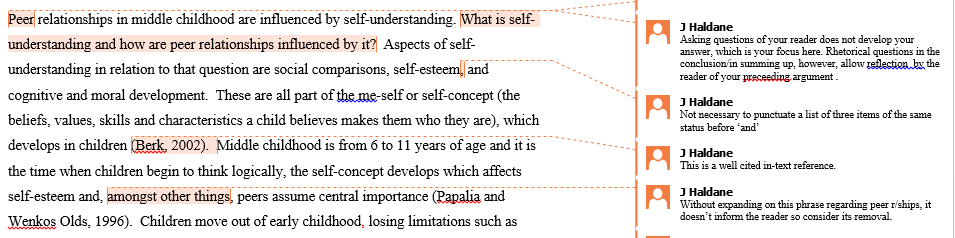 Peer relationships in middle childhood are influenced by self-understanding. What is self-
understanding and how are peer relationships influenced by it? Aspects of self-
understanding in relation to that question are social comparisons, self-esteem, and
cognitive and moral development. These are all part of the me-self or self-concept (the
beliefs, values, skills and characteristics a child believes makes them who they are), which
develops in children (Berk, 2002). Middle childhood is from 6 to 11 years of age and it is
the time when children begin to think logically, the self-concept develops which affects
self-esteem and, amongst other things, peers assume central importance (Papalia and
Wenkos Olds, 1996). Children move out of early childhood, losing limitations such as
J Haldane
Asking questions of your reader does not develop your
answer, which is your focus here. Rhetorical questions in the
conclusion/in summing up, however, allow reflection, by the
reader of your preceeding argument .
J Haldane
Not necessary to punctuate a list of three items of the same
status before ‘and’
J Haldane
This is a well cited in-text reference.
J Haldane
Without expanding on this phrase regarding peer r/ships, it
doesn’t inform the reader so consider its removal.